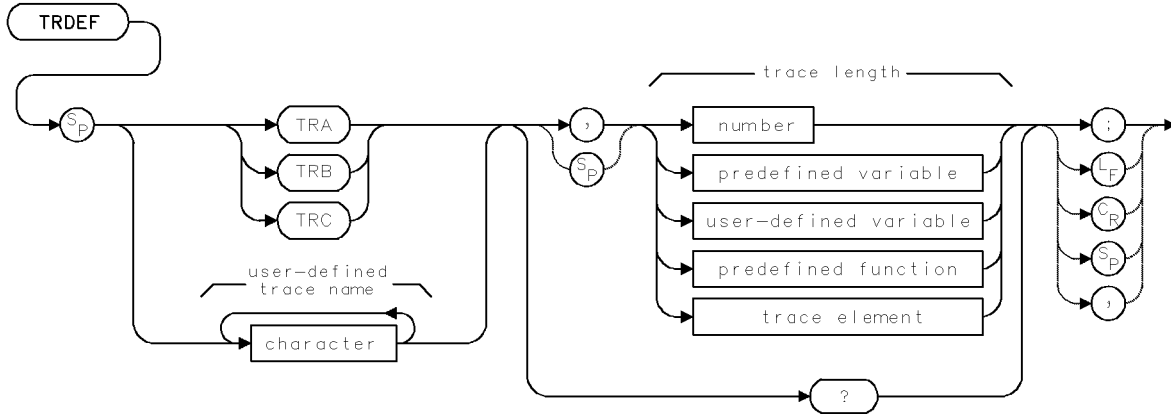 TRDEF
trace length
SP
TRA
,
number
;
SP
LF
TRB
predefined variable
CR
TRC
user-defined variable
SP
user-defined
trace name
predefined function
,
character
trace element
?